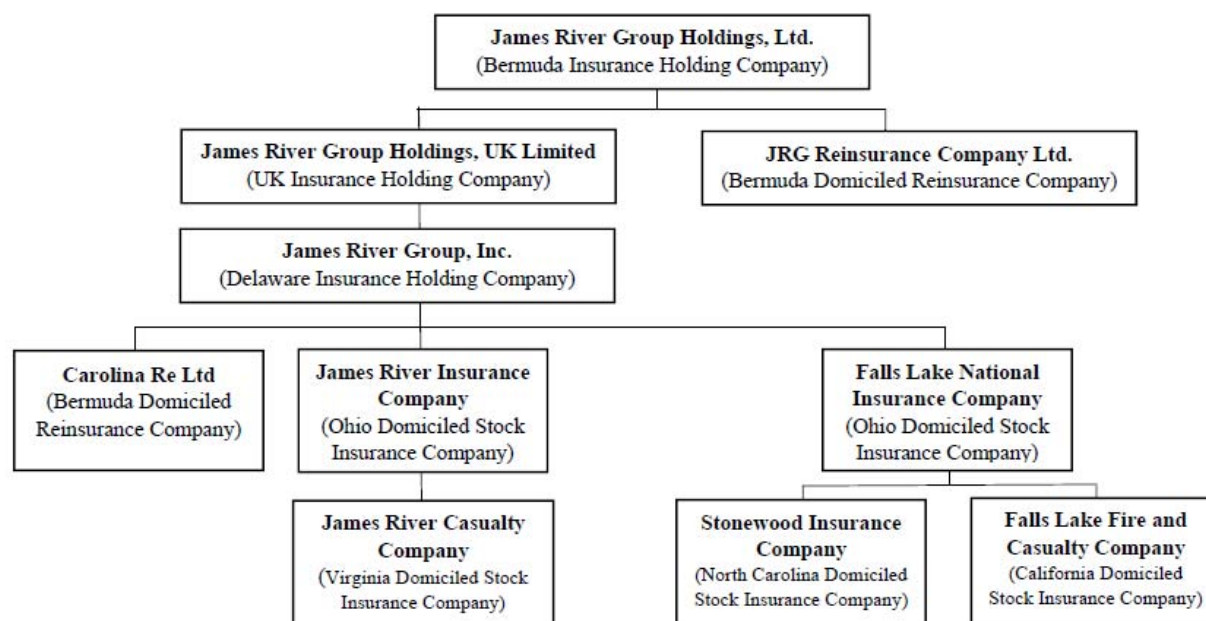 James River Group Holdings, Ltd.
(Bermuda Insurance Holding Company)
James River Group Holdings, UK Limited
(UK Insurance Holding Company)
JRG Reinsurance Company Ltd.
(Bermuda Domiciled Reinsurance Company)
James River Group, Inc.
(Delaware Insurance Holding Company)
Carolina Re Ltd
(Bermuda Domiciled
Reinsurance Company)
James River Insurance
Company
(Ohio Domiciled Stock
Insurance Company)
Falls Lake National
Insurance Company
(Ohio Domiciled Stock
Insurance Company)
James River Casualty
Company
(Virginia Domiciled Stock
Insurance Company)
Stonewood Insurance
Company
(North Carolina Domiciled
Stock Insurance Company)
Falls Lake Fire and
Casualty Company
(California Domiciled
Stock Insurance Company)